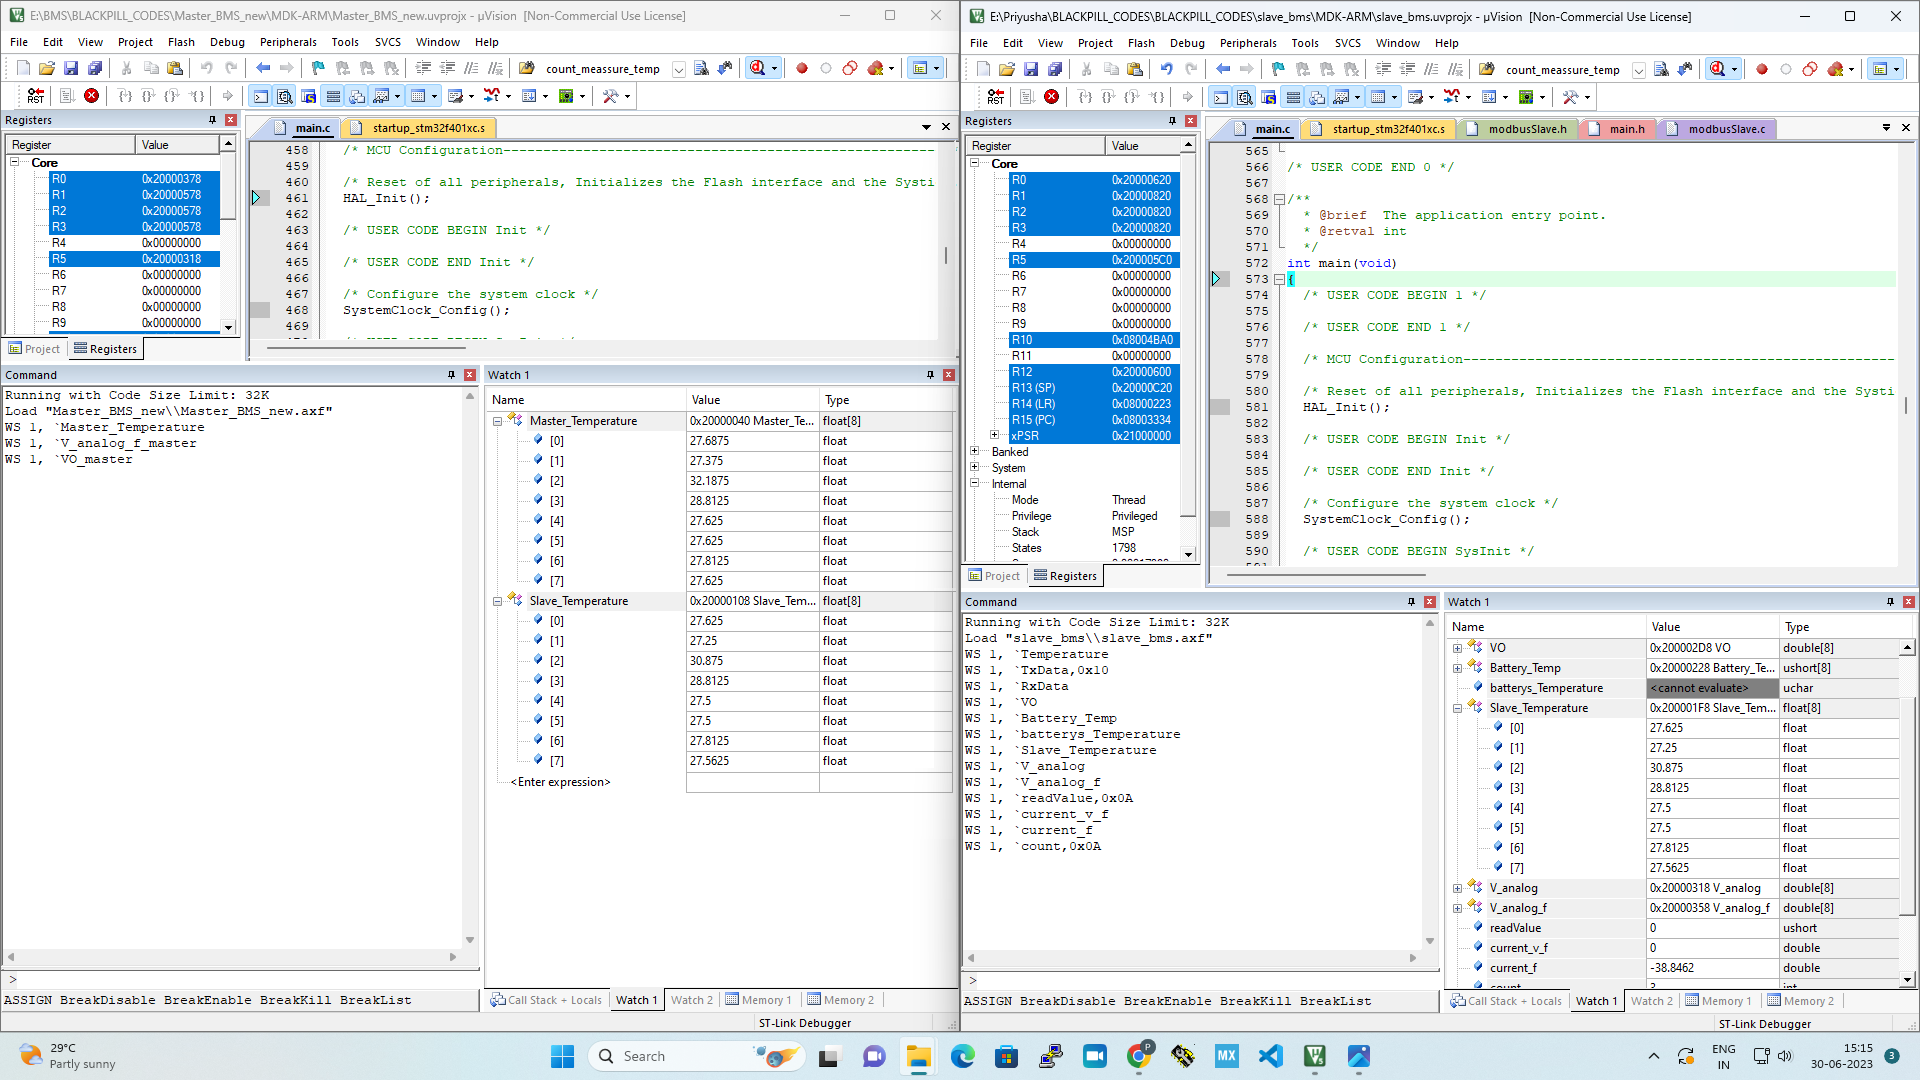 E:\BMS\BLACKPILL_CODES\Master_BMS_new\MDK-ARM\Master_BMS_new.uvprojx - µVision [Non-Commercial Use License]
File Edit View Project Flash Debug Peripherals Tools SVCS Window Help
count_meassure_temp
RST
Registers
Register Value
Core
R0 0x20000378
R1 0x20000578
R2 0x20000578
R3 0x20000578
R4 0x00000000
R5 0x20000318
R6 0x00000000
R7 0x00000000
R8 0x00000000
R9 0x00000000
Project Registers
main.c startup_stm32f401xc.s
458 /* MCU Configuration------------------------------------------------------
459
460 /* Reset of all peripherals, Initializes the Flash interface and the Systi
461 HAL_Init();
462
463 /* USER CODE BEGIN Init */
464
465 /* USER CODE END Init */
466
467 /* Configure the system clock */
468 SystemClock_Config();
469
Command
Running with Code Size Limit: 32K
Load "Master_BMS_new\\Master_BMS_new.axf"
WS 1, `Master_Temperature
WS 1, `V_analog_f_master
WS 1, `VO_master
>
ASSIGN BreakDisable BreakEnable BreakKill BreakList
Watch 1
Name Value Type
Master_Temperature 0x20000040 Master_Te... float[8]
[0] 27.6875 float
[1] 27.375 float
[2] 32.1875 float
[3] 28.8125 float
[4] 27.625 float
[5] 27.625 float
[6] 27.8125 float
[7] 27.625 float
Slave_Temperature 0x20000108 Slave_Tem... float[8]
[0] 27.625 float
[1] 27.25 float
[2] 30.875 float
[3] 28.8125 float
[4] 27.5 float
[5] 27.5 float
[6] 27.8125 float
[7] 27.5625 float
<Enter expression>
Call Stack + Locals Watch 1 Watch 2 Memory 1 Memory 2
ST-Link Debugger
E:\Priyusha\BLACKPILL_CODES\BLACKPILL_CODES\slave_bms\MDK-ARM\slave_bms.uvprojx - µVision [Non-Commercial Use License]
File Edit View Project Flash Debug Peripherals Tools SVCS Window Help
count_meassure_temp
RST
Registers
Register Value
Core
R0 0x20000620
R1 0x20000820
R2 0x20000820
R3 0x20000820
R4 0x00000000
R5 0x200005C0
R6 0x00000000
R7 0x00000000
R8 0x00000000
R9 0x00000000
R10 0x08004BA0
R11 0x00000000
R12 0x20000600
R13 (SP) 0x20000C20
R14 (LR) 0x08000223
R15 (PC) 0x08003334
xPSR 0x21000000
Banked
System
Internal
Mode Thread
Privilege Privileged
Stack MSP
States 1798
Project Registers
main.c startup_stm32f401xc.s modbusSlave.h main.h modbusSlave.c
565
566 /* USER CODE END 0 */
567
568 /**
569 * @brief The application entry point.
570 * @retval int
571 */
572 int main(void)
573 {
574 /* USER CODE BEGIN 1 */
575
576 /* USER CODE END 1 */
577
578 /* MCU Configuration------------------------------------------------------
579
580 /* Reset of all peripherals, Initializes the Flash interface and the Systi
581 HAL_Init();
582
583 /* USER CODE BEGIN Init */
584
585 /* USER CODE END Init */
586
587 /* Configure the system clock */
588 SystemClock_Config();
589
590 /* USER CODE BEGIN SysInit */
Command
Running with Code Size Limit: 32K
Load "slave_bms\\slave_bms.axf"
WS 1, `Temperature
WS 1, `TxData,0x10
WS 1, `RxData
WS 1, `VO
WS 1, `Battery_Temp
WS 1, `batterys_Temperature
WS 1, `Slave_Temperature
WS 1, `V_analog
WS 1, `V_analog_f
WS 1, `readValue,0x0A
WS 1, `current_v_f
WS 1, `current_f
WS 1, `count,0x0A
>
ASSIGN BreakDisable BreakEnable BreakKill BreakList
Watch 1
Name Value Type
VO 0x200002D8 VO double[8]
Battery_Temp 0x20000228 Battery_Te... ushort[8]
batterys_Temperature <cannot evaluate> uchar
Slave_Temperature 0x200001F8 Slave_Tem... float[8]
[0] 27.625 float
[1] 27.25 float
[2] 30.875 float
[3] 28.8125 float
[4] 27.5 float
[5] 27.5 float
[6] 27.8125 float
[7] 27.5625 float
V_analog 0x20000318 V_analog double[8]
V_analog_f 0x20000358 V_analog_f double[8]
readValue 0 ushort
current_v_f 0 double
current_f -38.8462 double
Call Stack + Locals Watch 1 Watch 2 Memory 1 Memory 2
ST-Link Debugger
29°C
Partly sunny
Search
P
MX
ENG
IN
15:15
30-06-2023
3